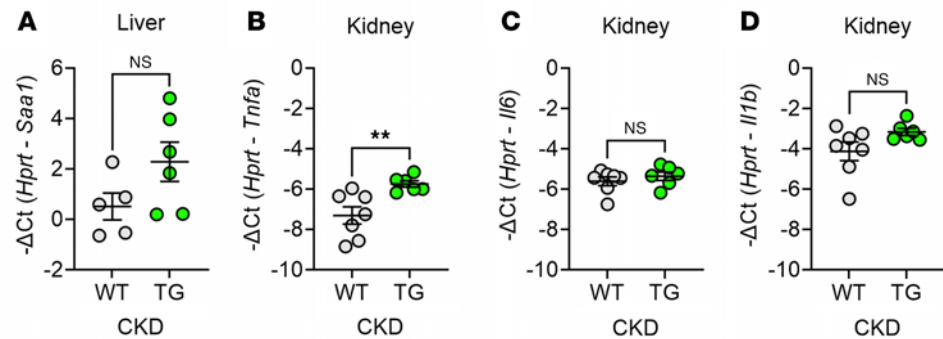 A Liver
NS
-ΔCt (Hprt - Saa1)
6
4
2
0
-2
WT TG
CKD
B Kidney
**
-ΔCt (Hprt - Tnfa)
0
-2
-4
-6
-8
-10
WT TG
CKD
C Kidney
NS
-ΔCt (Hprt - Il6)
0
-2
-4
-6
-8
-10
WT TG
CKD
D Kidney
NS
-ΔCt (Hprt - Il1b)
0
-2
-4
-6
-8
-10
WT TG
CKD